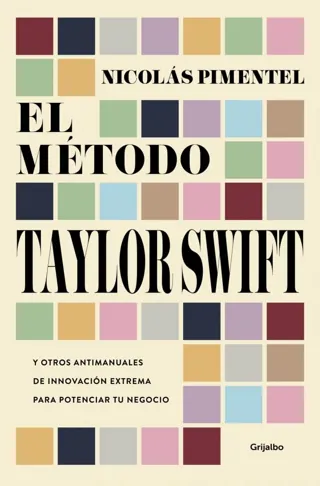 NICOLÁS PIMENTEL
EL
MÉTODO
TAYLOR SWIFT
Y OTROS ANTIMANUALES
DE INNOVACIÓN EXTREMA
PARA POTENCIAR TU NEGOCIO
Grijalbo